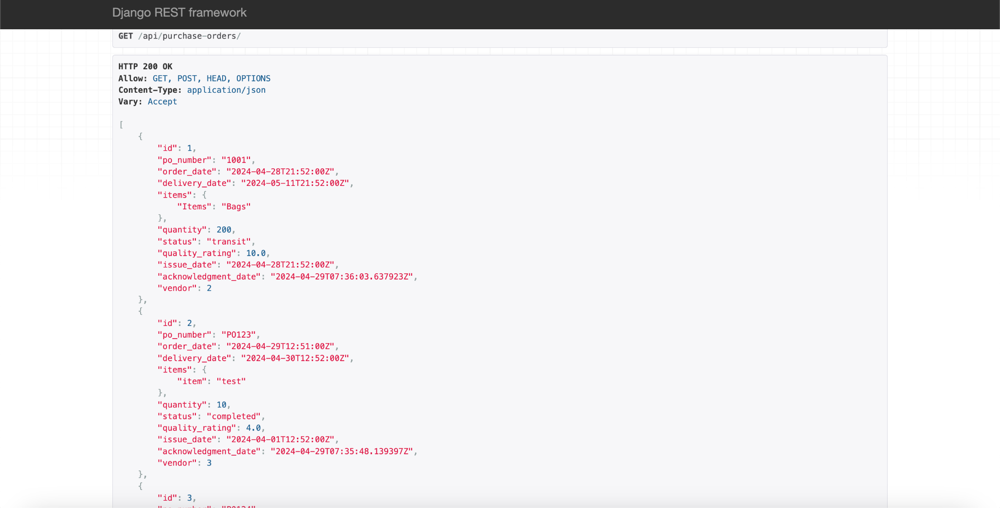 Django REST framework
GET /api/purchase-orders/
HTTP 200 OK
Allow: GET, POST, HEAD, OPTIONS
Content-Type: application/json
Vary: Accept
[
    {
        "id": 1,
        "po_number": "1001",
        "order_date": "2024-04-28T21:52:00Z",
        "delivery_date": "2024-05-11T21:52:00Z",
        "items": {
            "Items": "Bags"
        },
        "quantity": 200,
        "status": "transit",
        "quality_rating": 10.0,
        "issue_date": "2024-04-28T21:52:00Z",
        "acknowledgment_date": "2024-04-29T07:36:03.637923Z",
        "vendor": 2
    },
    {
        "id": 2,
        "po_number": "PO123",
        "order_date": "2024-04-29T12:51:00Z",
        "delivery_date": "2024-04-30T12:52:00Z",
        "items": {
            "item": "test"
        },
        "quantity": 10,
        "status": "completed",
        "quality_rating": 4.0,
        "issue_date": "2024-04-01T12:52:00Z",
        "acknowledgment_date": "2024-04-29T07:35:48.139397Z",
        "vendor": 3
    },
    {
        "id": 3,